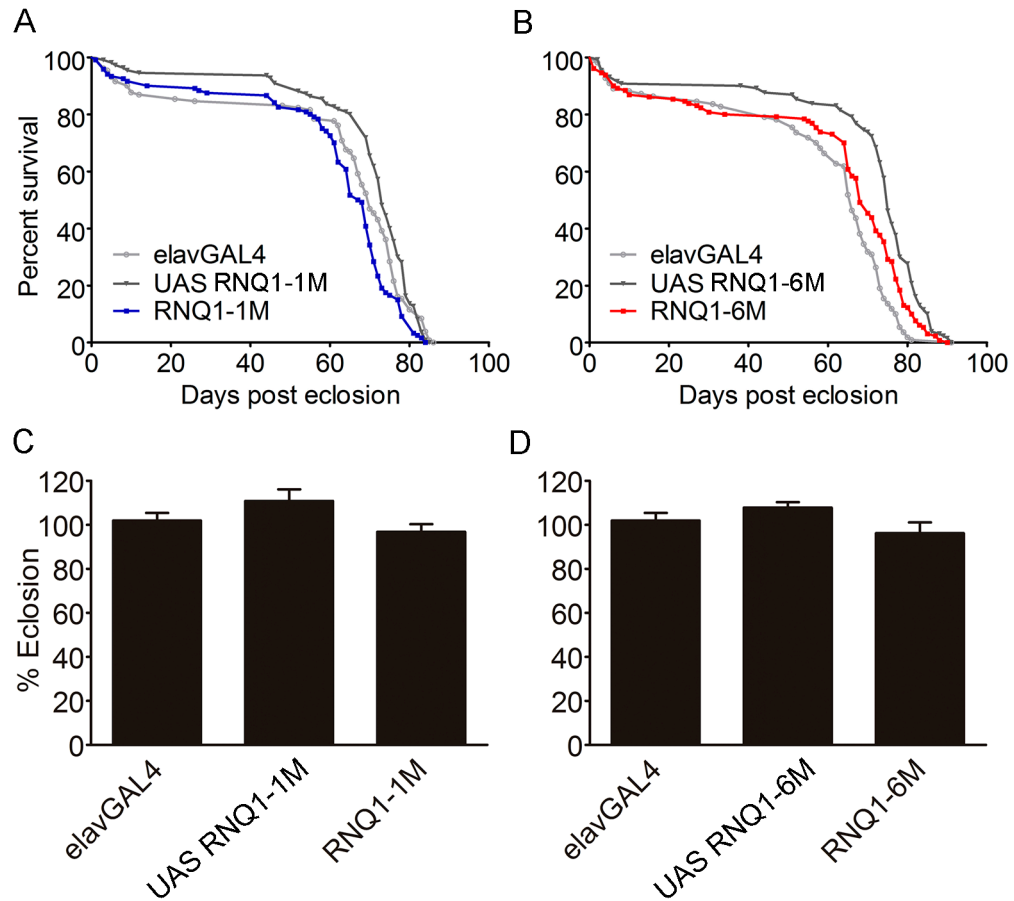 A
B
100
80
60
40
20
0
Percent survival
elavGAL4
UAS RNQ1-1M
RNQ1-1M
0
20
40
60
80
100
Days post eclosion
100
80
60
40
20
0
elavGAL4
UAS RNQ1-6M
RNQ1-6M
0
20
40
60
80
100
Days post eclosion
C
D
120
100
80
60
40
20
0
% Eclosion
elavGAL4
UAS RNQ1-1M
RNQ1-1M
120
100
80
60
40
20
0
elavGAL4
UAS RNQ1-6M
RNQ1-6M